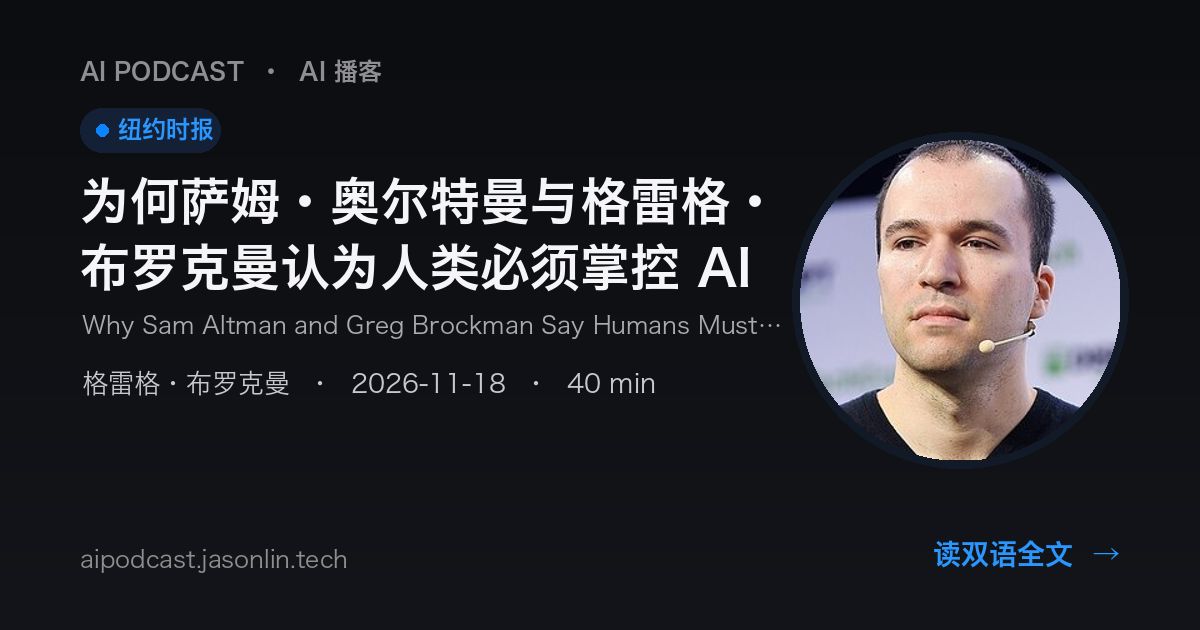 AI PODCAST · AI 播客
纽约时报
为何萨姆·奥尔特曼与格雷格·
布罗克曼认为人类必须掌控 AI
Why Sam Altman and Greg Brockman Say Humans Must…
格雷格·布罗克曼 · 2026-11-18 · 40 min
aipodcast.jasonlin.tech
读双语全文 →